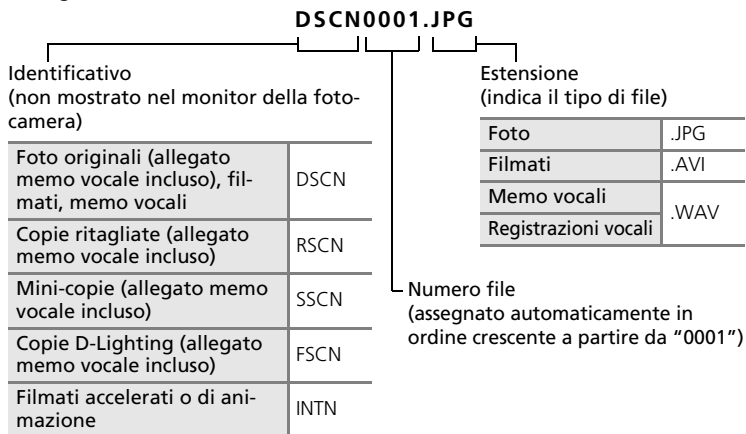 DSCN0001.JPG
Identificativo
(non mostrato nel monitor della foto-
camera)
Foto originali (allegato
memo vocale incluso), fil-
mati, memo vocali
DSCN
Copie ritagliate (allegato
memo vocale incluso)
RSCN
Mini-copie (allegato memo
vocale incluso)
SSCN
Copie D-Lighting (allegato
memo vocale incluso)
FSCN
Filmati accelerati o di ani-
mazione
INTN
Estensione
(indica il tipo di file)
Foto
.JPG
Filmati
.AVI
Memo vocali
Registrazioni vocali
.WAV
Numero file
(assegnato automaticamente in
ordine crescente a partire da “0001”)